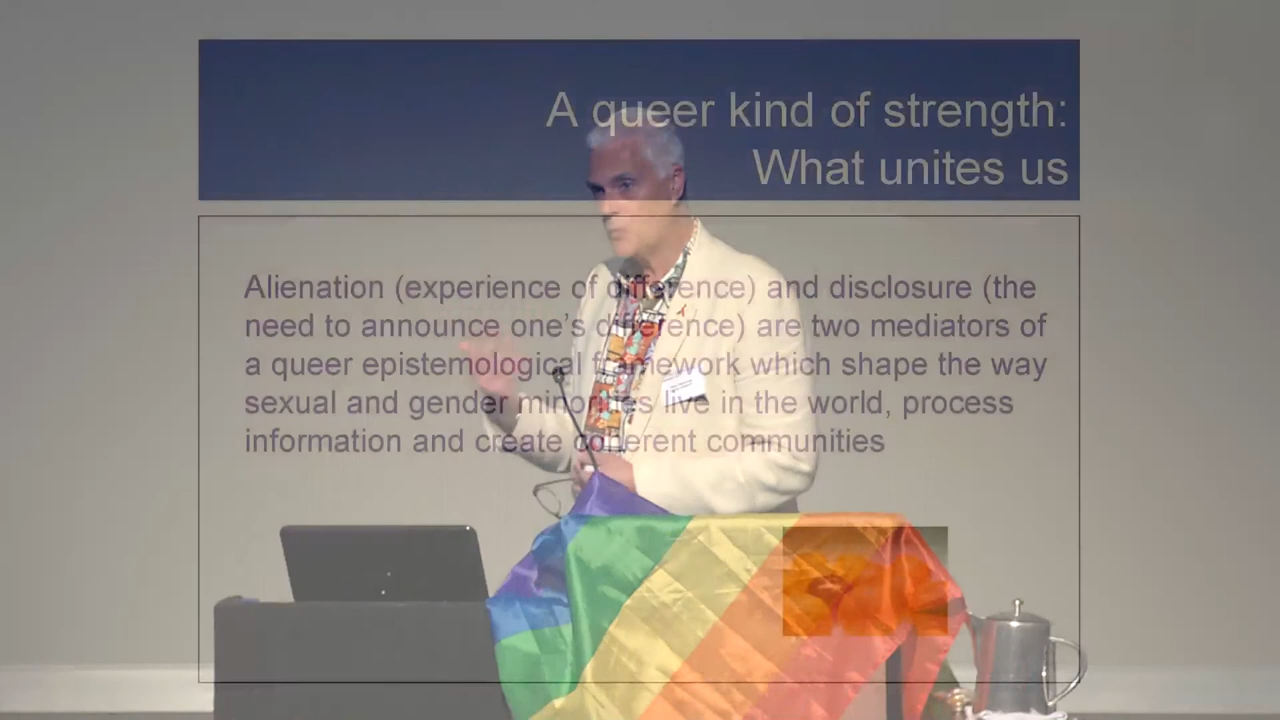 A queer kind of strength:
What unites us
Alienation (experience of difference) and disclosure (the
need to announce one’s difference) are two mediators of
a queer epistemological framework which shape the way
sexual and gender minorities live in the world, process
information and create coherent communities